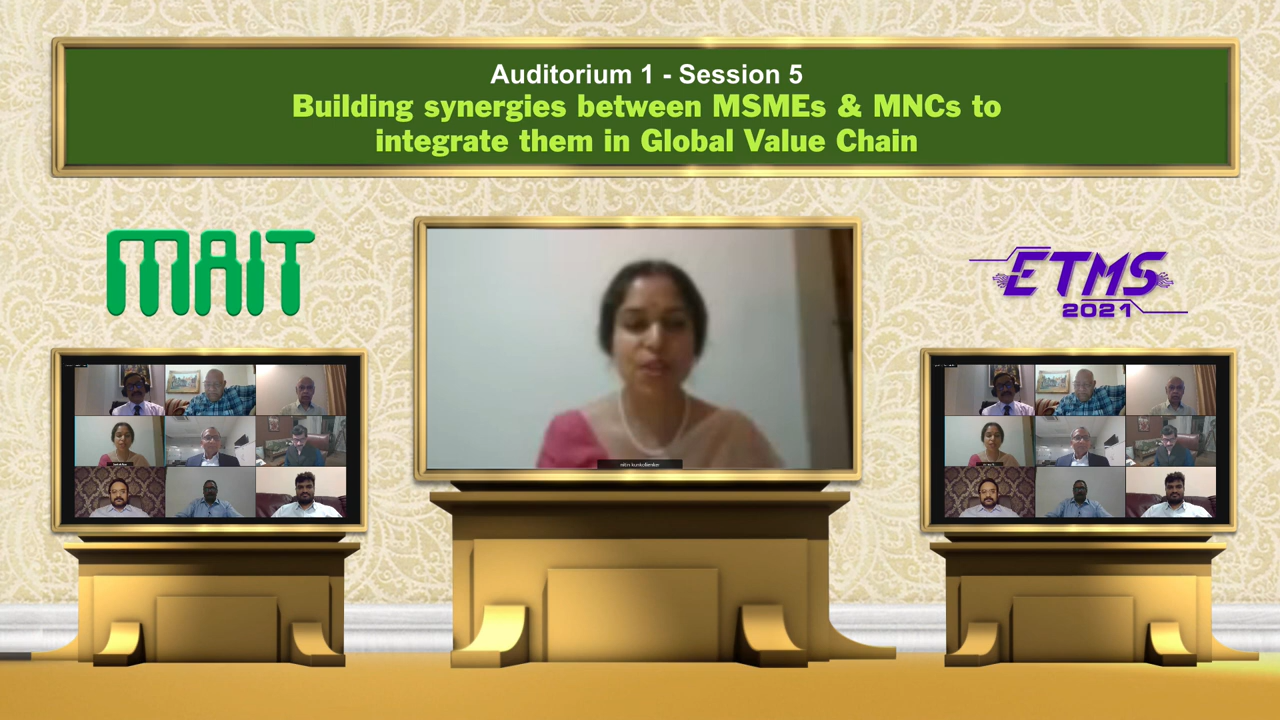 Auditorium 1 - Session 5
Building synergies between MSMEs & MNCs to
integrate them in Global Value Chain
MAIT
ETMS
2021